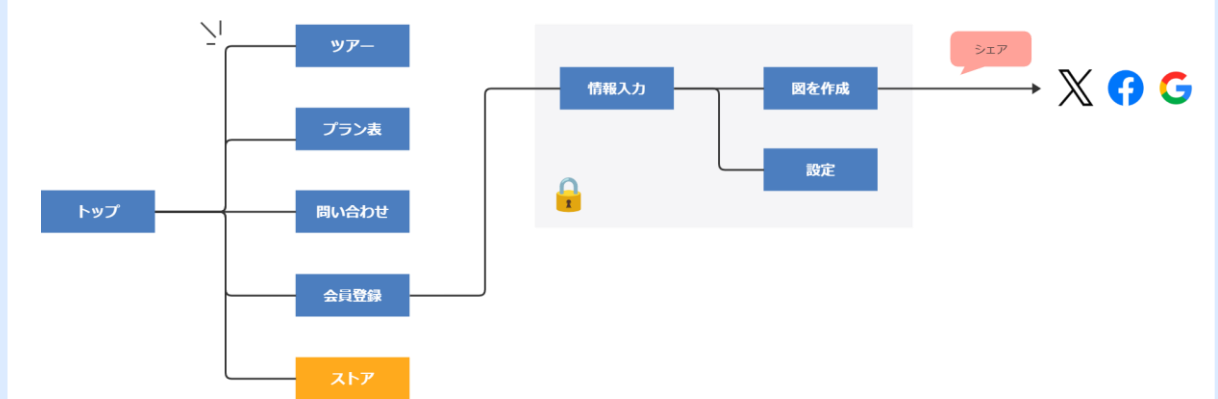 ツアー
プラン表
トップ
問い合わせ
会員登録
ストア
情報入力
図を作成
設定
シェア